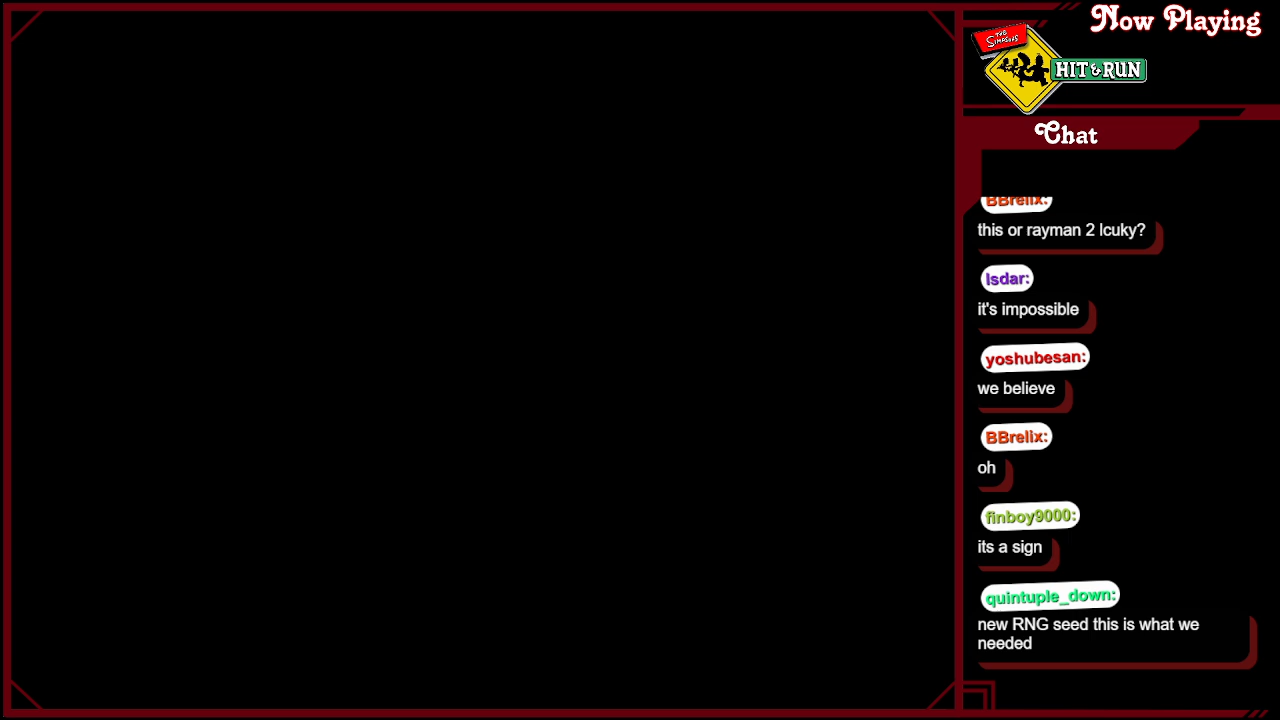 Now Playing
THE
SIMPSONS
HIT & RUN
Chat
BBrelix:
this or rayman 2 lcuky?
lsdar:
it's impossible
yoshubesan:
we believe
BBrelix:
oh
finboy9000:
its a sign
quintuple_down:
new RNG seed this is what we
needed